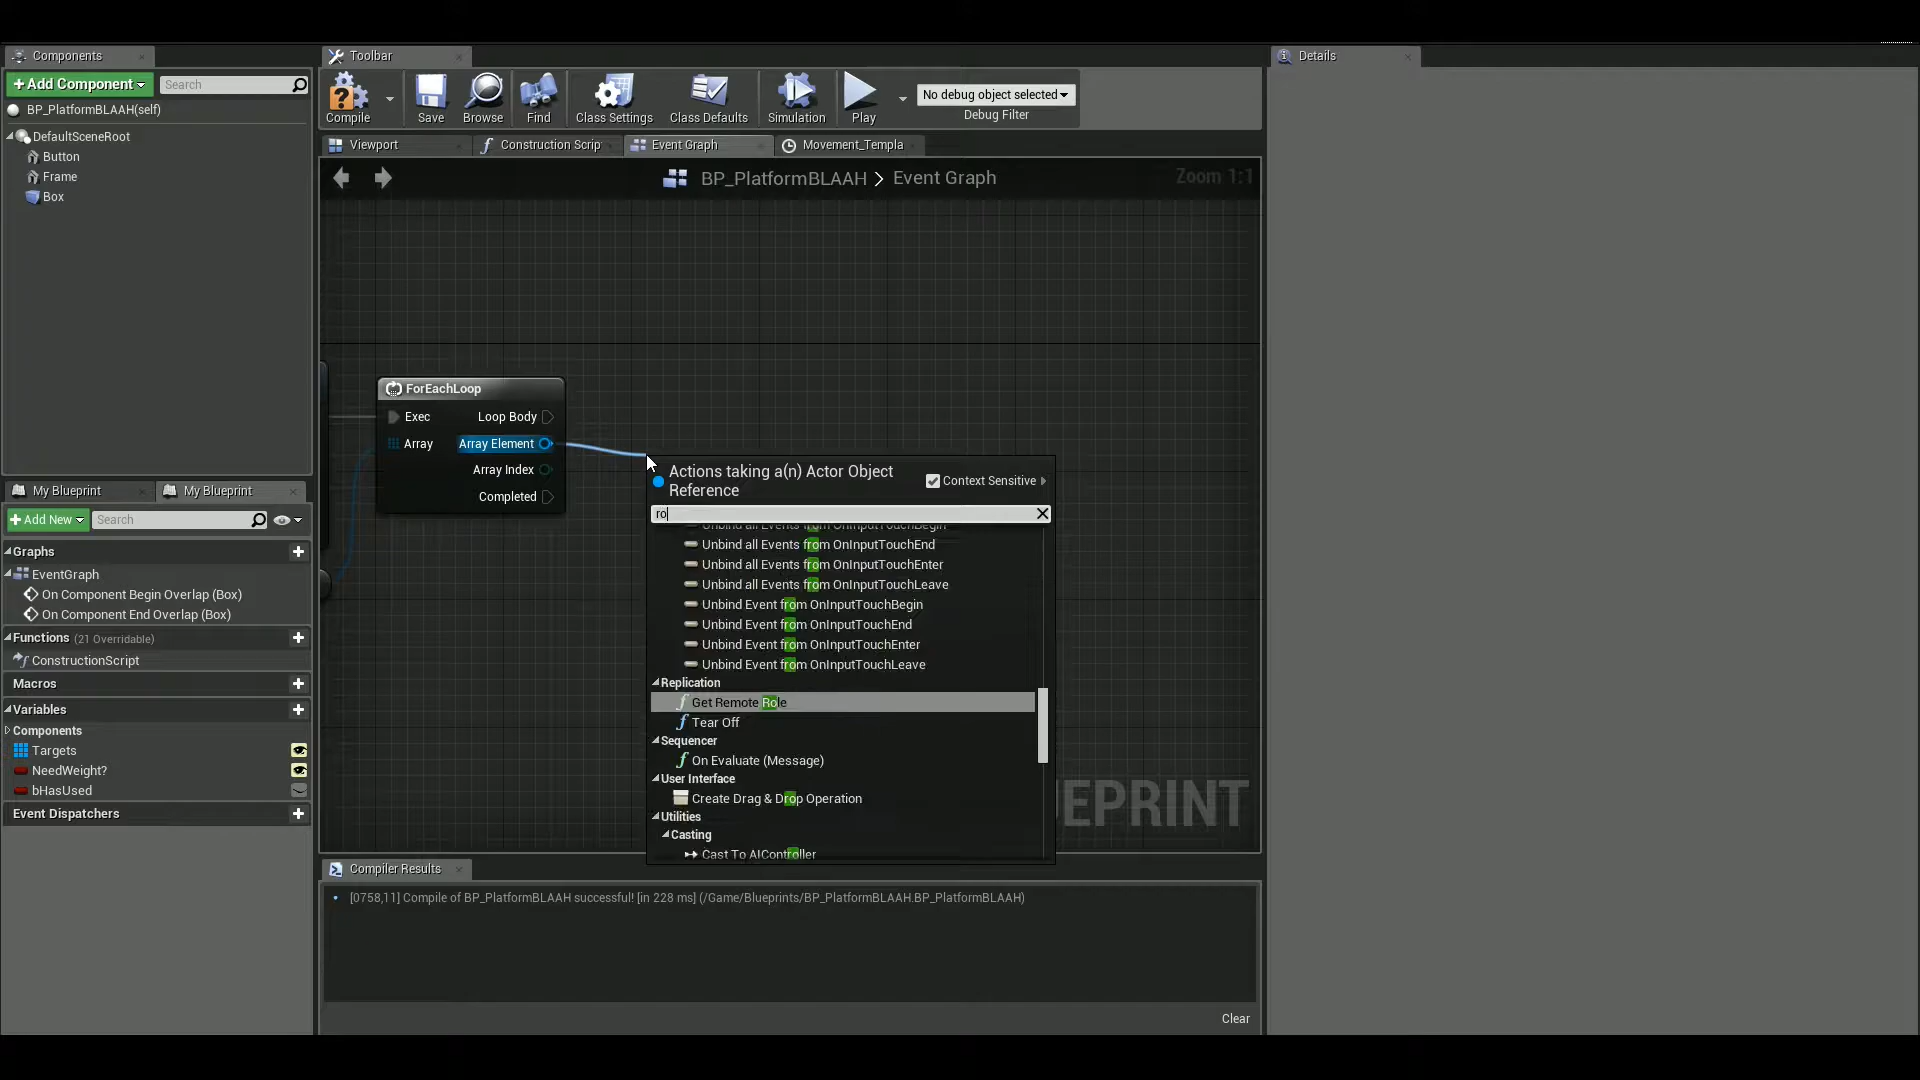 Components
Toolbar
Details
Add Component
Search
BP_PlatformBLAAH(self)
DefaultSceneRoot
Button
Frame
Box
Compile
Save
Browse
Find
Class Settings
Class Defaults
Simulation
Play
No debug object selected
Debug Filter
Viewport
Construction Scrip
Event Graph
Movement_Templa
BP_PlatformBLAAH > Event Graph
Zoom 1:1
ForEachLoop
Exec
Loop Body
Array
Array Element
Array Index
Completed
Actions taking a(n) Actor Object
Reference
Context Sensitive
ro
Unbind all Events from OnInputTouchBegin
Unbind all Events from OnInputTouchEnd
Unbind all Events from OnInputTouchEnter
Unbind all Events from OnInputTouchLeave
Unbind Event from OnInputTouchBegin
Unbind Event from OnInputTouchEnd
Unbind Event from OnInputTouchEnter
Unbind Event from OnInputTouchLeave
Replication
Get Remote Role
Tear Off
Sequencer
On Evaluate (Message)
User Interface
Create Drag & Drop Operation
Utilities
Casting
Cast To AIController
EPRINT
My Blueprint
My Blueprint
Add New
Search
Graphs
EventGraph
On Component Begin Overlap (Box)
On Component End Overlap (Box)
Functions (21 Overridable)
ConstructionScript
Macros
Variables
Components
Targets
NeedWeight?
bHasUsed
Event Dispatchers
Compiler Results
[0758,11] Compile of BP_PlatformBLAAH successful! [in 228 ms] (/Game/Blueprints/BP_PlatformBLAAH.BP_PlatformBLAAH)
Clear